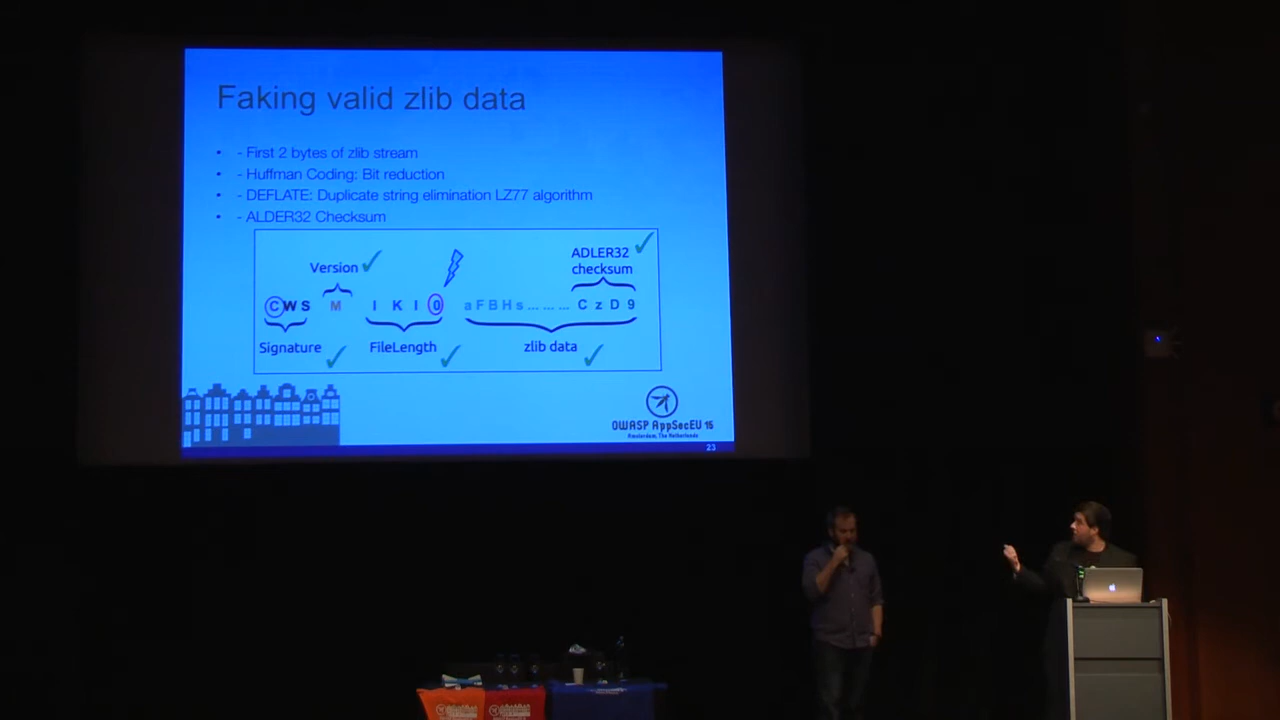 Faking valid zlib data
• - First 2 bytes of zlib stream
• - Huffman Coding: Bit reduction
• - DEFLATE: Duplicate string elimination LZ77 algorithm
• - ALDER32 Checksum
ADLER32
checksum
Version
C W S M I K I 0 a F B H s ... ... ... C z D 9
Signature FileLength zlib data
OWASP AppSecEU 15
Amsterdam, The Netherlands
23